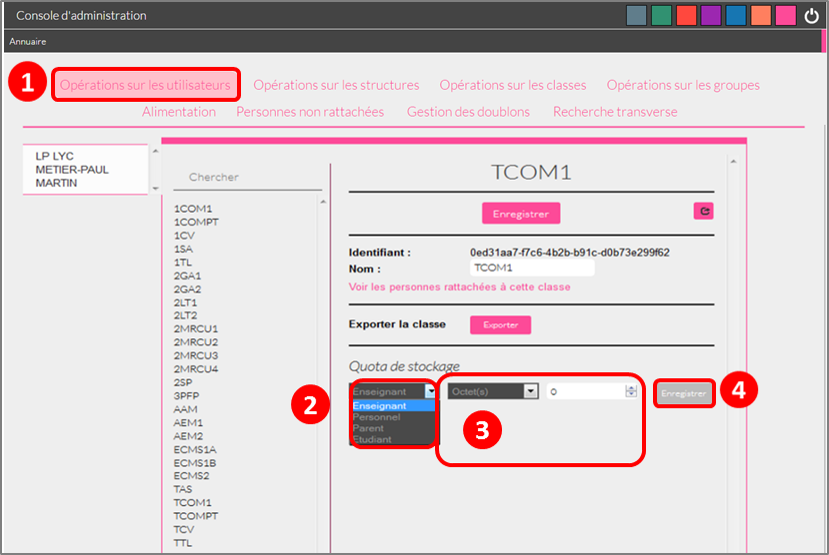 Console d'administration
Annuaire
1
Opérations sur les utilisateurs
Opérations sur les structures
Opérations sur les classes
Opérations sur les groupes
Alimentation
Personnes non rattachées
Gestion des doublons
Recherche transverse
LP LYC
METIER-PAUL
MARTIN
Chercher
1COM1
1COMPT
1CV
1SA
1TL
2GA1
2GA2
2LT1
2LT2
2MRCU1
2MRCU2
2MRCU3
2MRCU4
2SP
3PFP
AAM
AEM1
AEM2
ECMS1A
ECMS1B
ECMS2
TAS
TCOM1
TCOMPT
TCV
TTL
TCOM1
Enregistrer
Identifiant : 0ed31aa7-f7c6-4b2b-b91c-d0b73e299f62
Nom : TCOM1
Voir les personnes rattachées à cette classe
Exporter la classe Exporter
Quota de stockage
2
Enseignant
Octet(s)
0
Enregistrer
4
Enseignant
Personnel
Parent
Etudiant
3